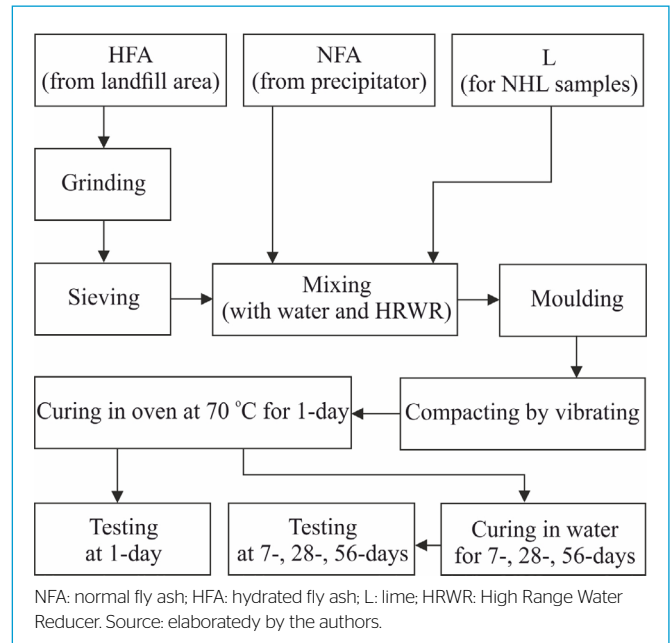 HFA
(from landfill area)
NFA
(from precipitator)
L
(for NHL samples)
Grinding
Sieving
Mixing
(with water and HRWR)
Moulding
Curing in oven at 70 °C for 1-day
Compacting by vibrating
Testing
at 1-day
Testing
at 7-, 28-, 56-days
Curing in water
for 7-, 28-, 56-days
NFA: normal fly ash; HFA: hydrated fly ash; L: lime; HRWR: High Range Water
Reducer. Source: elaboratedy by the authors.